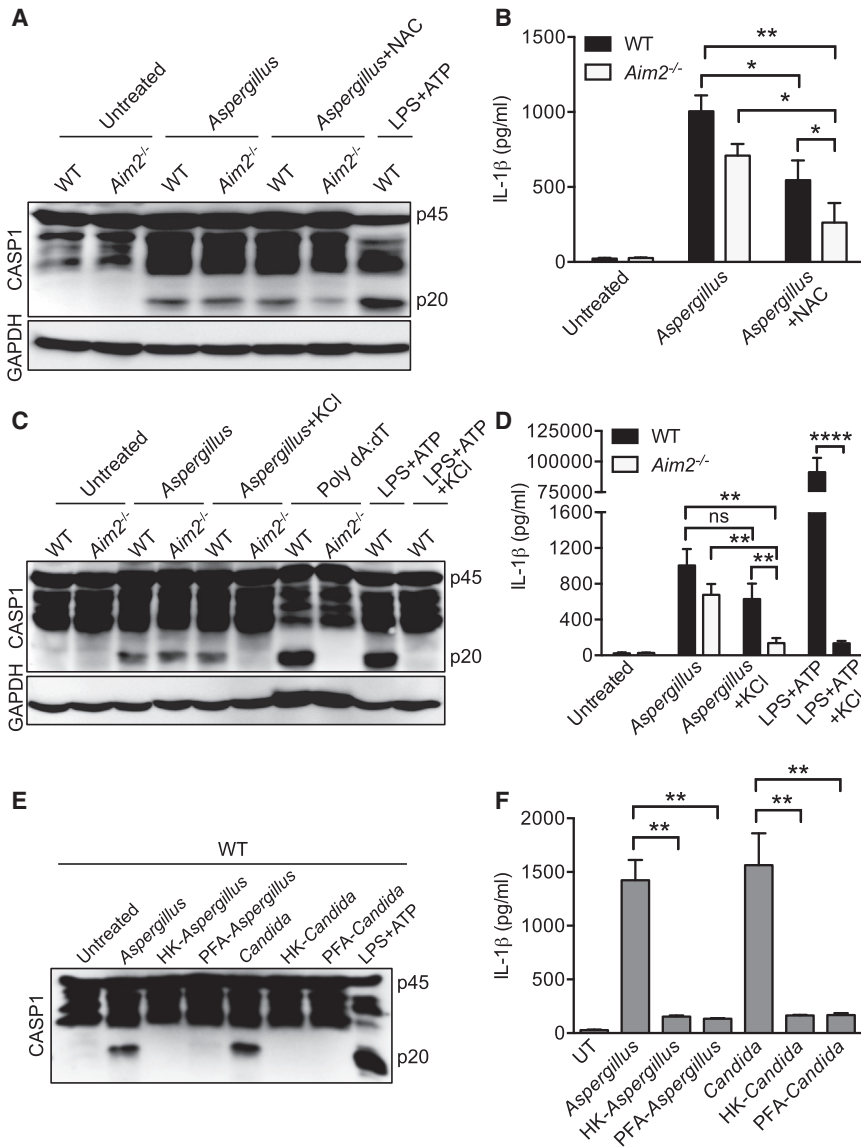 A
Untreated
Aspergillus
Aspergillus+NAC
LPS+ATP
WT
Aim2-/-
WT
Aim2-/-
WT
Aim2-/-
WT
CASP1
p45
p20
GAPDH
B
WT
Aim2-/-
IL-1β (pg/ml)
1500
1000
500
0
**
*
*
*
Untreated
Aspergillus
Aspergillus
+NAC
C
Untreated
Aspergillus
Aspergillus+KCl
Poly dA:dT
LPS+ATP
LPS+ATP
+KCl
WT
Aim2-/-
WT
Aim2-/-
WT
Aim2-/-
WT
Aim2-/-
WT
WT
CASP1
p45
p20
GAPDH
D
WT
Aim2-/-
IL-1β (pg/ml)
125000
100000
75000
1600
1200
800
400
0
****
**
ns
**
**
Untreated
Aspergillus
Aspergillus
+KCl
LPS+ATP
LPS+ATP
+KCl
E
WT
Untreated
Aspergillus
HK-Aspergillus
PFA-Aspergillus
Candida
HK-Candida
PFA-Candida
LPS+ATP
CASP1
p45
p20
F
IL-1β (pg/ml)
2000
1500
1000
500
0
**
**
**
**
UT
Aspergillus
HK-Aspergillus
PFA-Aspergillus
Candida
HK-Candida
PFA-Candida